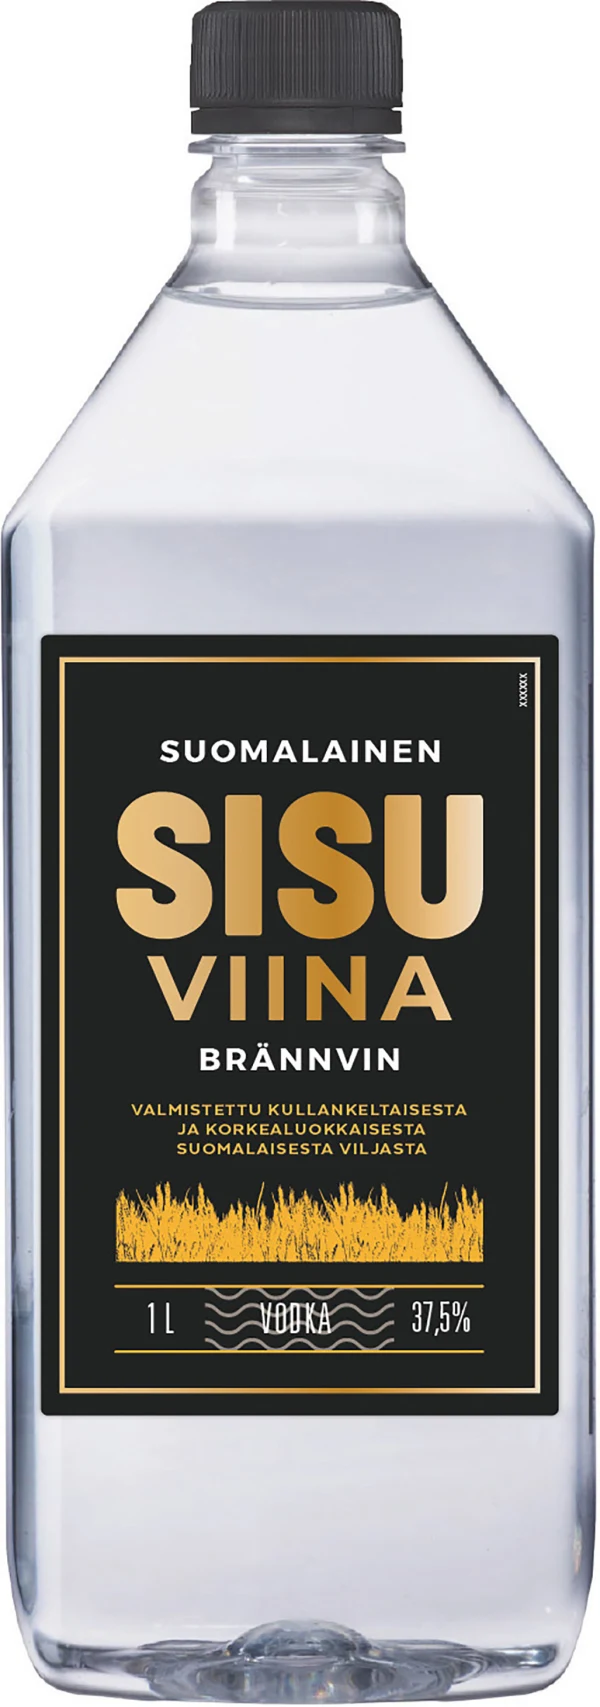 XXXXXX
SUOMALAINEN
SISU
VIINA
BRÄNNVIN
VALMISTETTU KULLANKELTAISESTA
JA KORKEALUOKKAISESTA
SUOMALAISESTA VILJASTA
1 L VODKA 37,5%